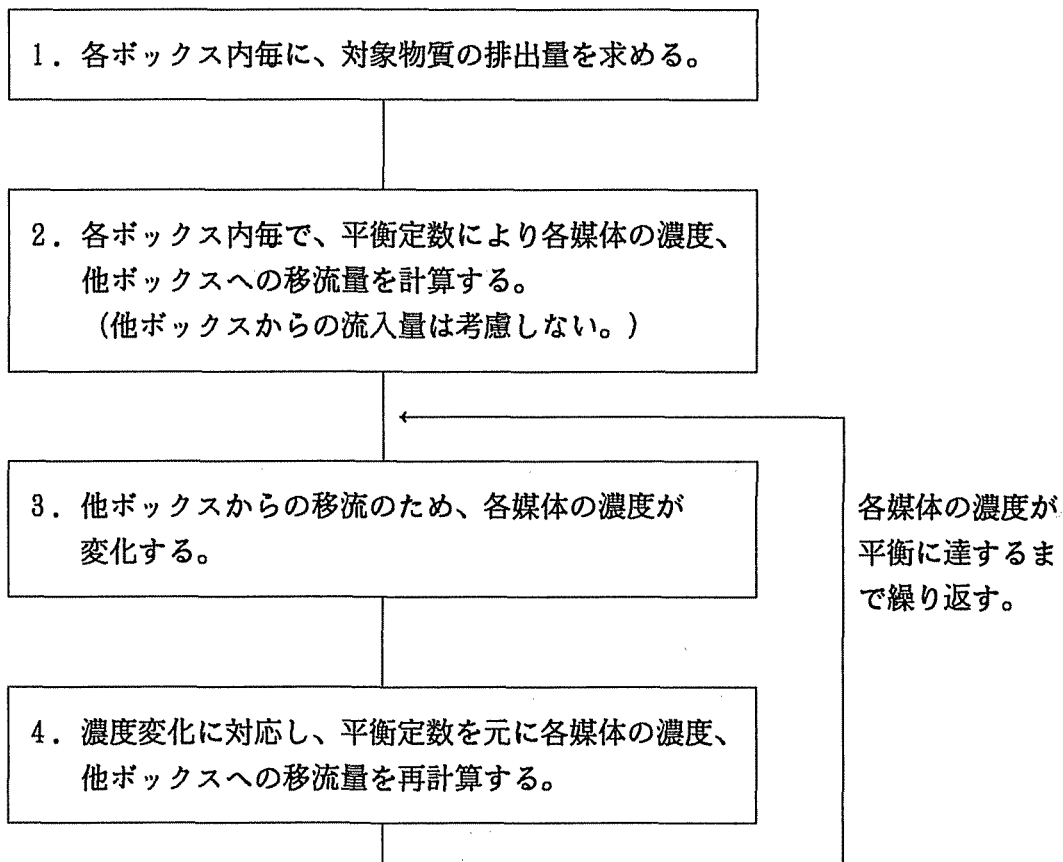 1．各ボックス内毎に、対象物質の排出量を求める。
2．各ボックス内毎で、平衡定数により各媒体の濃度、
他ボックスへの移流量を計算する。
（他ボックスからの流入量は考慮しない。）
3．他ボックスからの移流のため、各媒体の濃度が
変化する。
各媒体の濃度が
平衡に達するま
で繰り返す。
4．濃度変化に対応し、平衡定数を元に各媒体の濃度、
他ボックスへの移流量を再計算する。